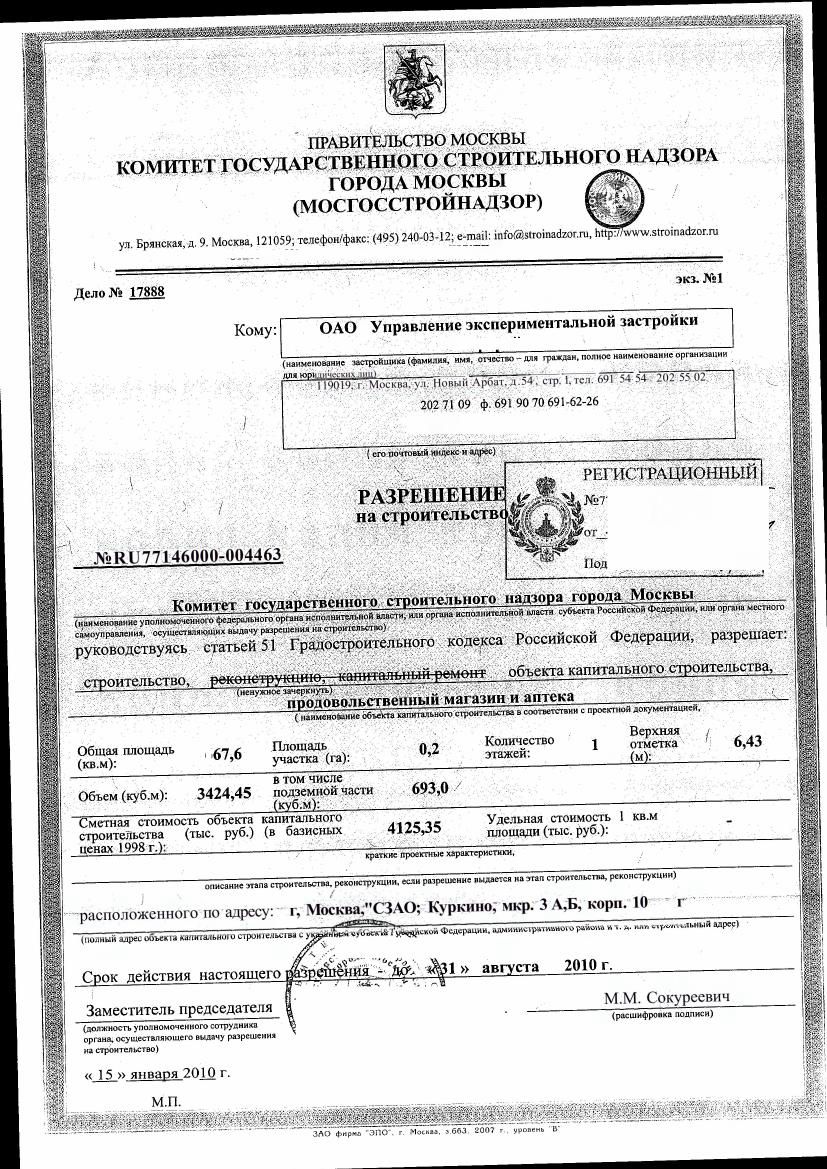 ПРАВИТЕЛЬСТВО МОСКВЫ
КОМИТЕТ ГОСУДАРСТВЕННОГО СТРОИТЕЛЬНОГО НАДЗОРА
ГОРОДА МОСКВЫ
(МОСГОССТРОЙНАДЗОР)
ул. Брянская, д. 9. Москва, 121059; телефон/факс: (495) 240-03-12; e-mail: info@stroinadzor.ru, http://www.stroinadzor.ru
Дело № 17888
экз. №1
Кому: ОАО Управление экспериментальной застройки
(наименование застройщика (фамилия, имя, отчество – для граждан, полное наименование организации
для юридических лиц)
119019, г. Москва, ул. Новый Арбат, д.54, стр. 1, тел. 691 54 54 202 55 02
202 71 09 ф. 691 90 70 691-62-26
( его почтовый индекс и адрес)
РАЗРЕШЕНИЕ
на строительство
РЕГИСТРАЦИОННЫЙ
№7
от
Под
№RU77146000-004463
Комитет государственного строительного надзора города Москвы
(наименование уполномоченного федерального органа исполнительной власти, или органа исполнительной власти субъекта Российской Федерации, или органа местного
самоуправления, осуществляющих выдачу разрешения на строительство)
руководствуясь статьей 51 Градостроительного кодекса Российской Федерации, разрешает:
строительство, реконструкцию, капитальный ремонт объекта капитального строительства,
(ненужное зачеркнуть)
продовольственный магазин и аптека
( наименование объекта капитального строительства в соответствии с проектной документацией,
Общая площадь (кв.м): 67,6 Площадь участка (га): 0,2 Количество этажей: 1 Верхняя отметка (м): 6,43
Объем (куб.м): 3424,45 в том числе подземной части (куб.м): 693,0
Сметная стоимость объекта капитального строительства (тыс. руб.) (в базисных ценах 1998 г.): 4125,35 Удельная стоимость 1 кв.м площади (тыс. руб.): -
краткие проектные характеристики,
описание этапа строительства, реконструкции, если разрешение выдается на этап строительства, реконструкции)
расположенного по адресу: г, Москва,"СЗАО; Куркино, мкр. 3 А,Б, корп. 10 г
(полный адрес объекта капитального строительства с указанием субъекта Российской Федерации, административного района и т. д. или строительный адрес)
Срок действия настоящего разрешения - до «31» августа 2010 г.
Заместитель председателя
М.М. Сокуревич
(должность уполномоченного сотрудника
органа, осуществляющего выдачу разрешения
на строительство)
(расшифровка подписи)
« 15 » января 2010 г.
М.П.
ЗАО фирма "ЭПО", г. Москва, з.663, 2007 г., уровень "В"